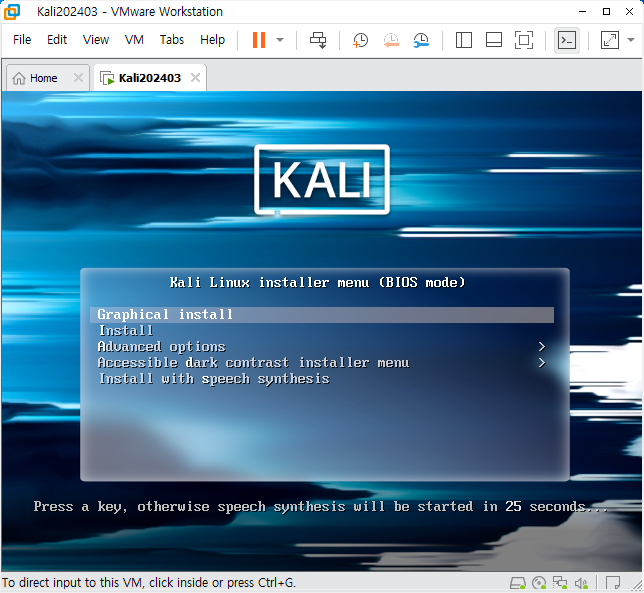 Kali202403 - VMware Workstation
File Edit View VM Tabs Help
Home Kali202403
KALI
Kali Linux installer menu (BIOS mode)
Graphical install
Install
Advanced options >
Accessible dark contrast installer menu >
Install with speech synthesis
Press a key, otherwise speech synthesis will be started in 25 seconds...
To direct input to this VM, click inside or press Ctrl+G.